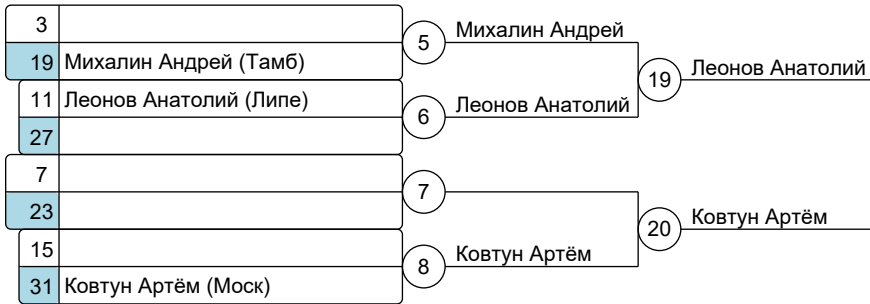 3
19 Михалин Андрей (Тамб)
5 Михалин Андрей
11 Леонов Анатолий (Липе)
27
6 Леонов Анатолий
19 Леонов Анатолий
7
23
7
15
31 Ковтун Артём (Моск)
8 Ковтун Артём
20 Ковтун Артём